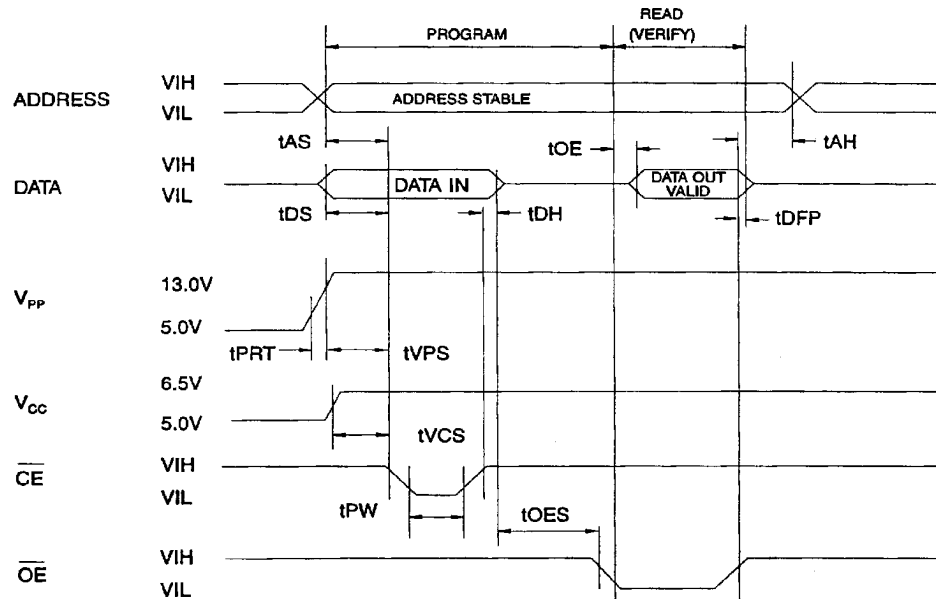 READ
PROGRAM (VERIFY)
ADDRESS VIH
VIL ADDRESS STABLE
tAS tOE tAH
DATA VIH
VIL DATA IN DATA OUT
VALID
tDS tDH tDFP
VPP 13.0V
5.0V
tPRT tVPS
VCC 6.5V
5.0V
tVCS
CE VIH
VIL
tPW tOES
OE VIH
VIL